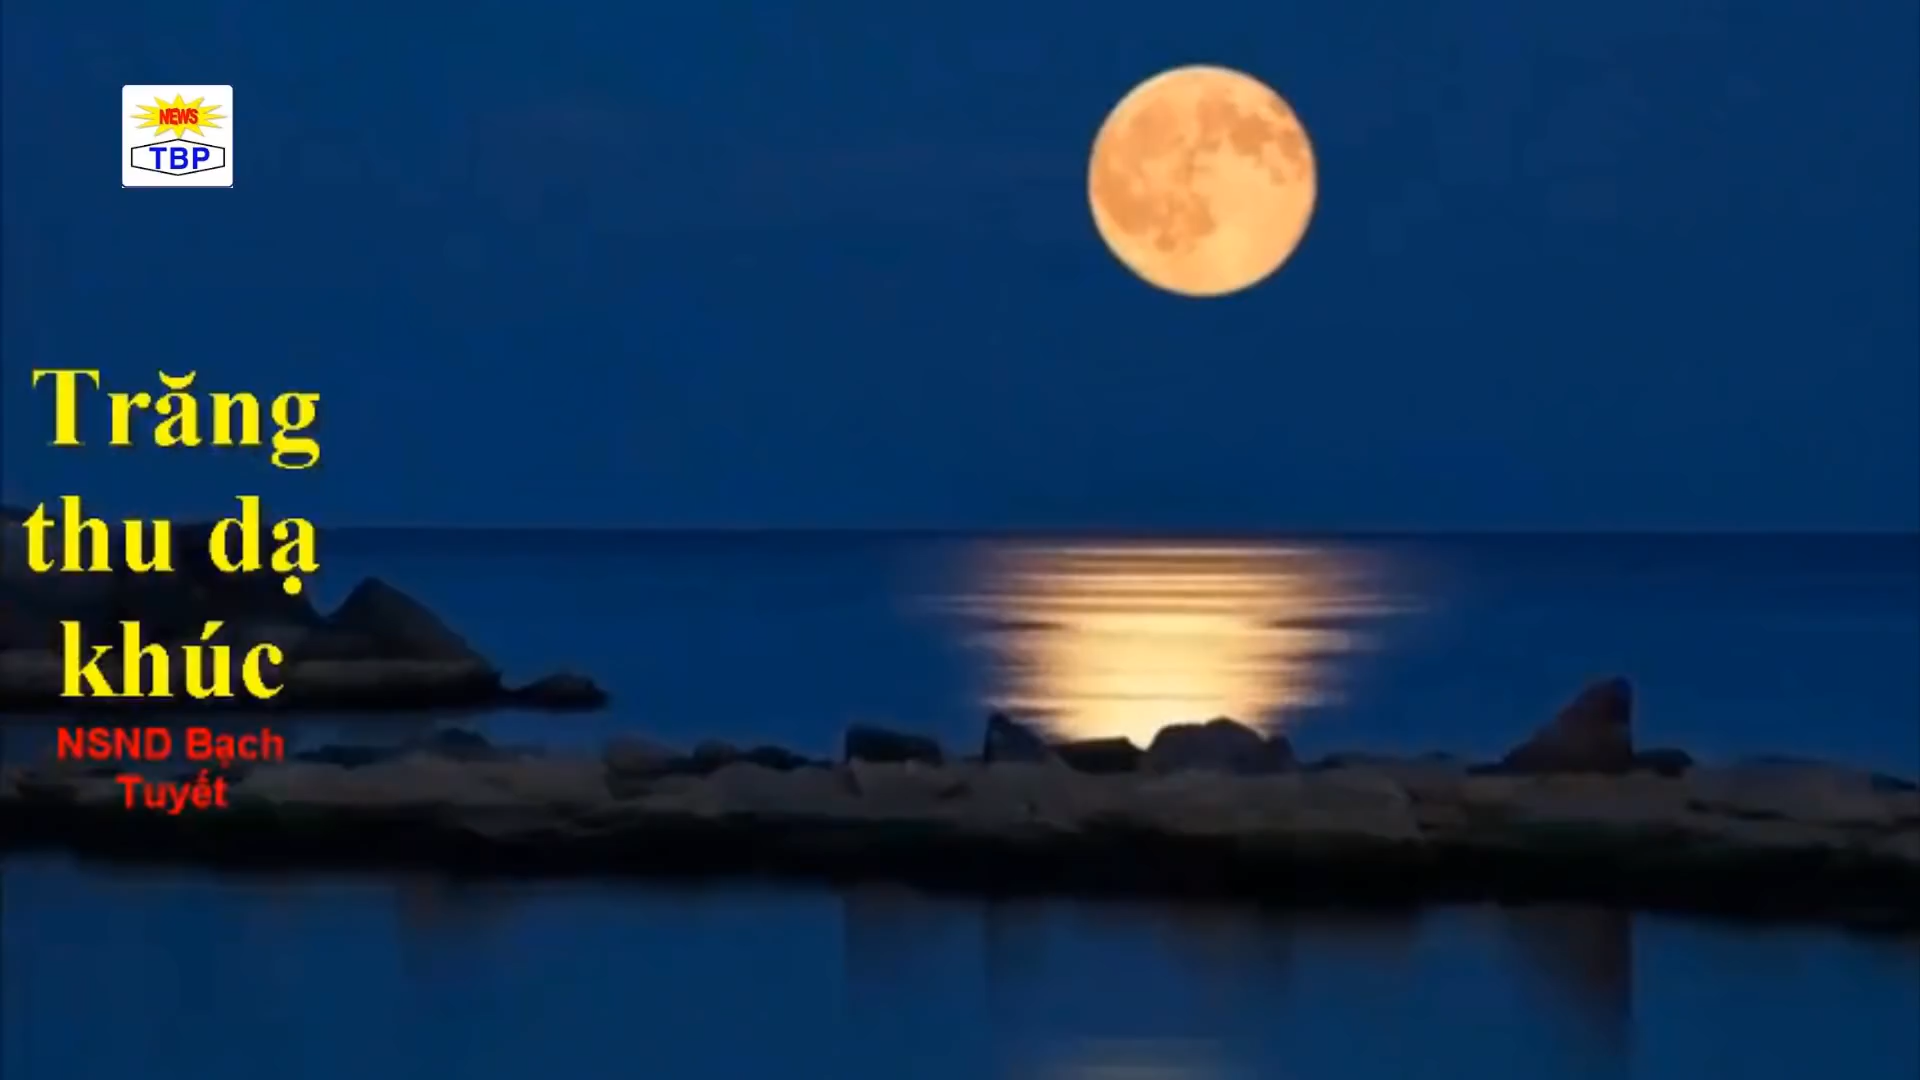 NEWS
TBP
Trăng
thu dạ
khúc
NSND Bạch
Tuyết